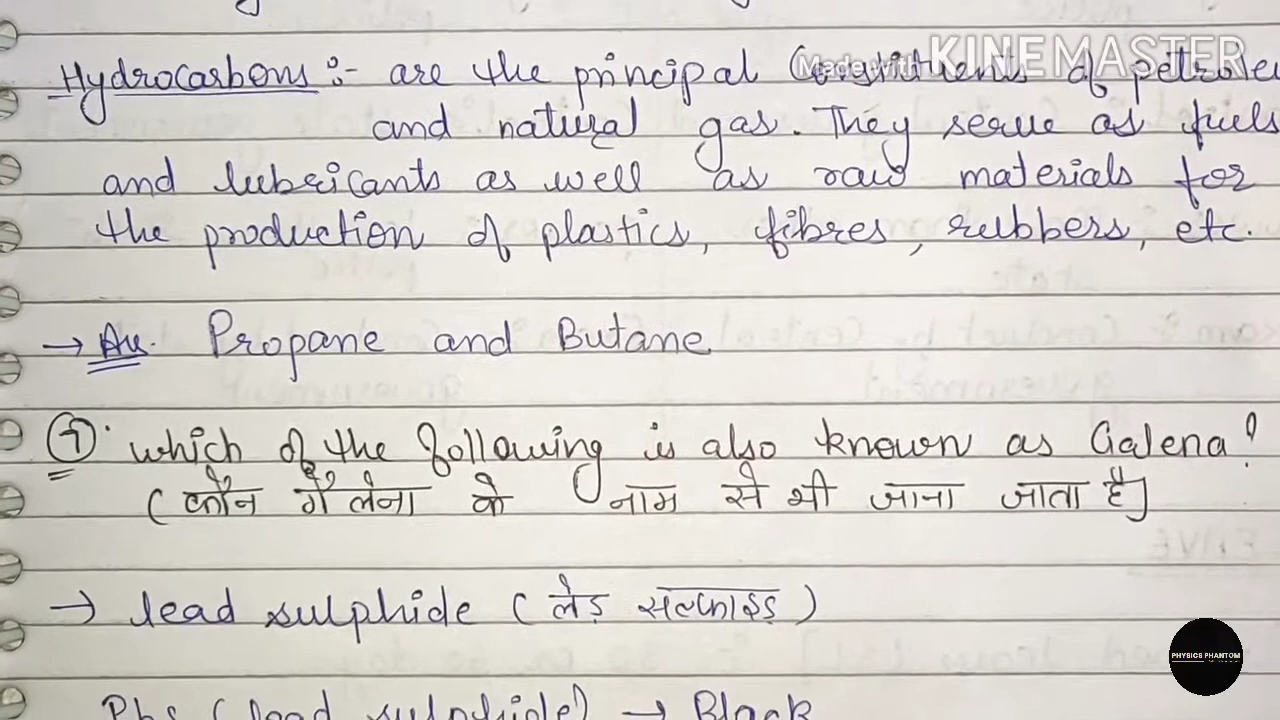 Hydrocarbons :- are the principal Constituents of petroleu
and natural gas. They serve as fuels
and lubricants as well as raw materials for
the production of plastics, fibres, rubbers, etc.
→ Ans. Propane and Butane
7. which of the following is also known as Galena?
(कौन गैलेना के नाम से भी जाना जाता है)
→ lead sulphide (लेड सल्फाइड)
Pbs (lead sulphide) → Black
Made with KINEMASTER
PHYSICS PHANTOM